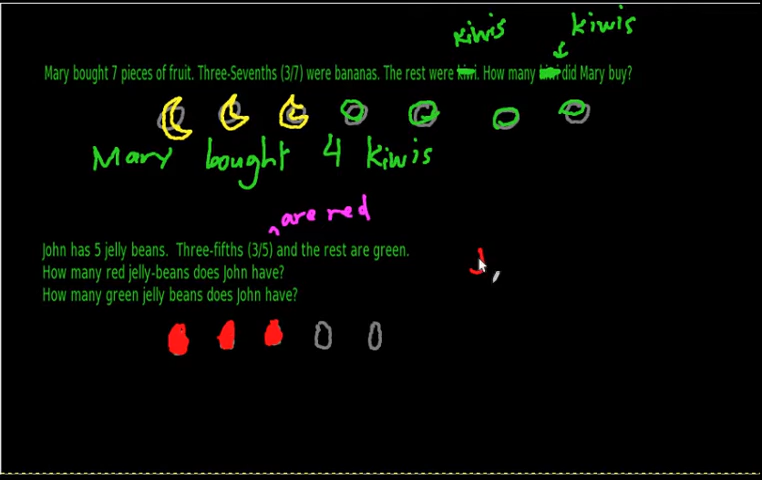 kiwis kiwis
Mary bought 7 pieces of fruit. Three-Sevenths (3/7) were bananas. The rest were kiwi. How many kiwi did Mary buy?
Mary bought 4 kiwis
are red
John has 5 jelly beans. Three-fifths (3/5) and the rest are green.
How many red jelly-beans does John have?
J
How many green jelly beans does John have?